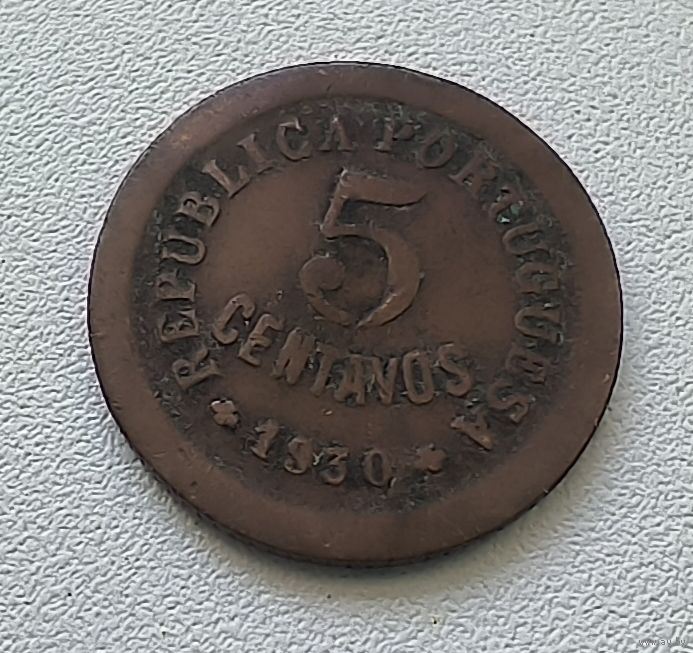 REPUBLICA PORTUGUESA
5
CENTAVOS
* 1930 *